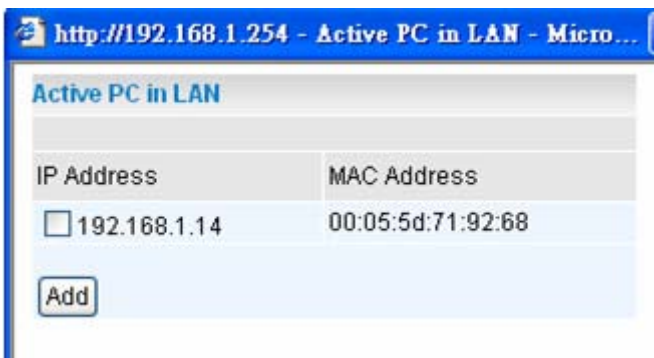 http://192.168.1.254 - Active PC in LAN - Micro...
Active PC in LAN
IP Address MAC Address
192.168.1.14 00:05:5d:71:92:68
Add